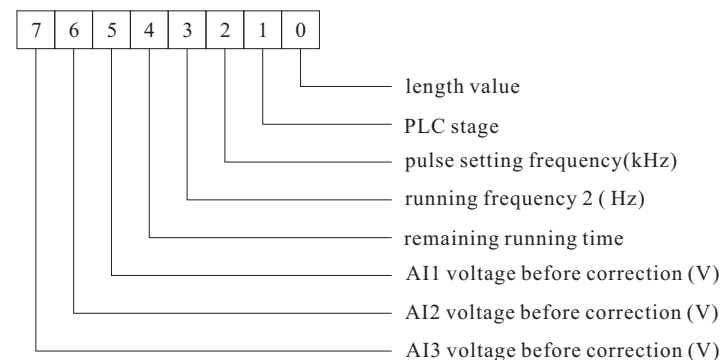 7 6 5 4 3 2 1 0
length value
PLC stage
pulse setting frequency(kHz)
running frequency 2 ( Hz)
remaining running time
AI1 voltage before correction (V)
AI2 voltage before correction (V)
AI3 voltage before correction (V)